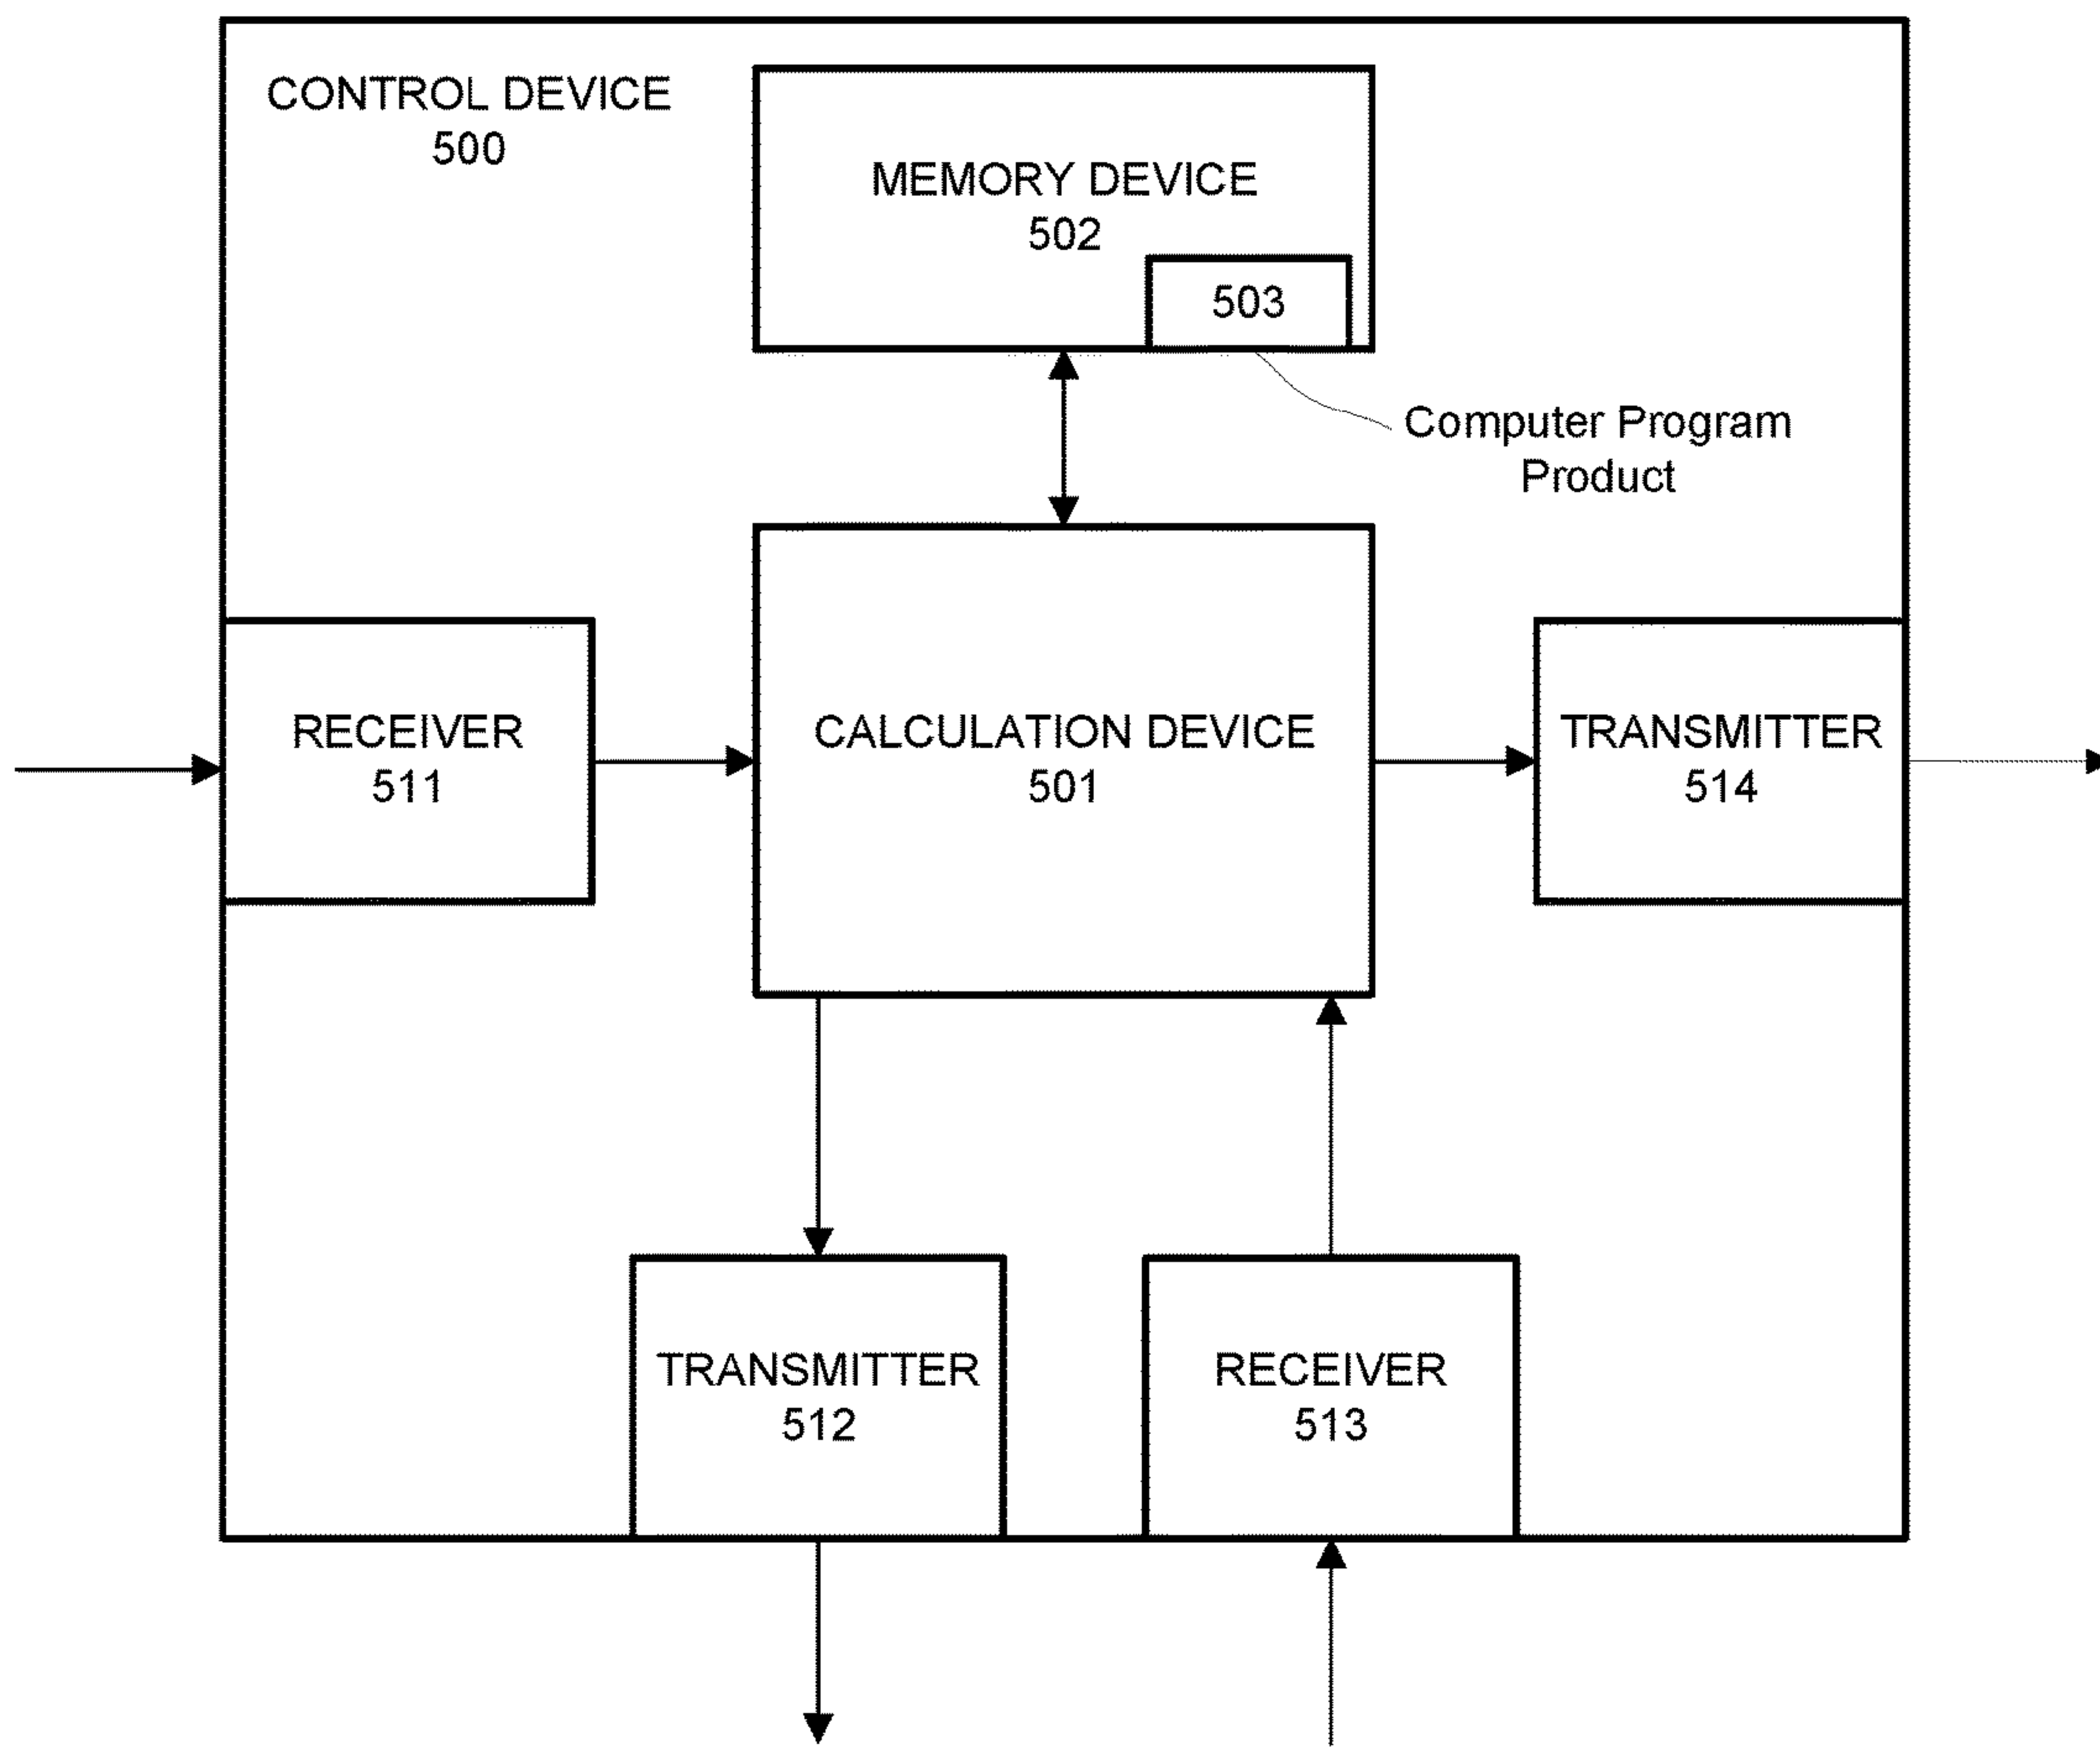 CONTROL DEVICE
500
MEMORY DEVICE
502
503
Computer Program
Product
RECEIVER
511
CALCULATION DEVICE
501
TRANSMITTER
514
TRANSMITTER
512
RECEIVER
513